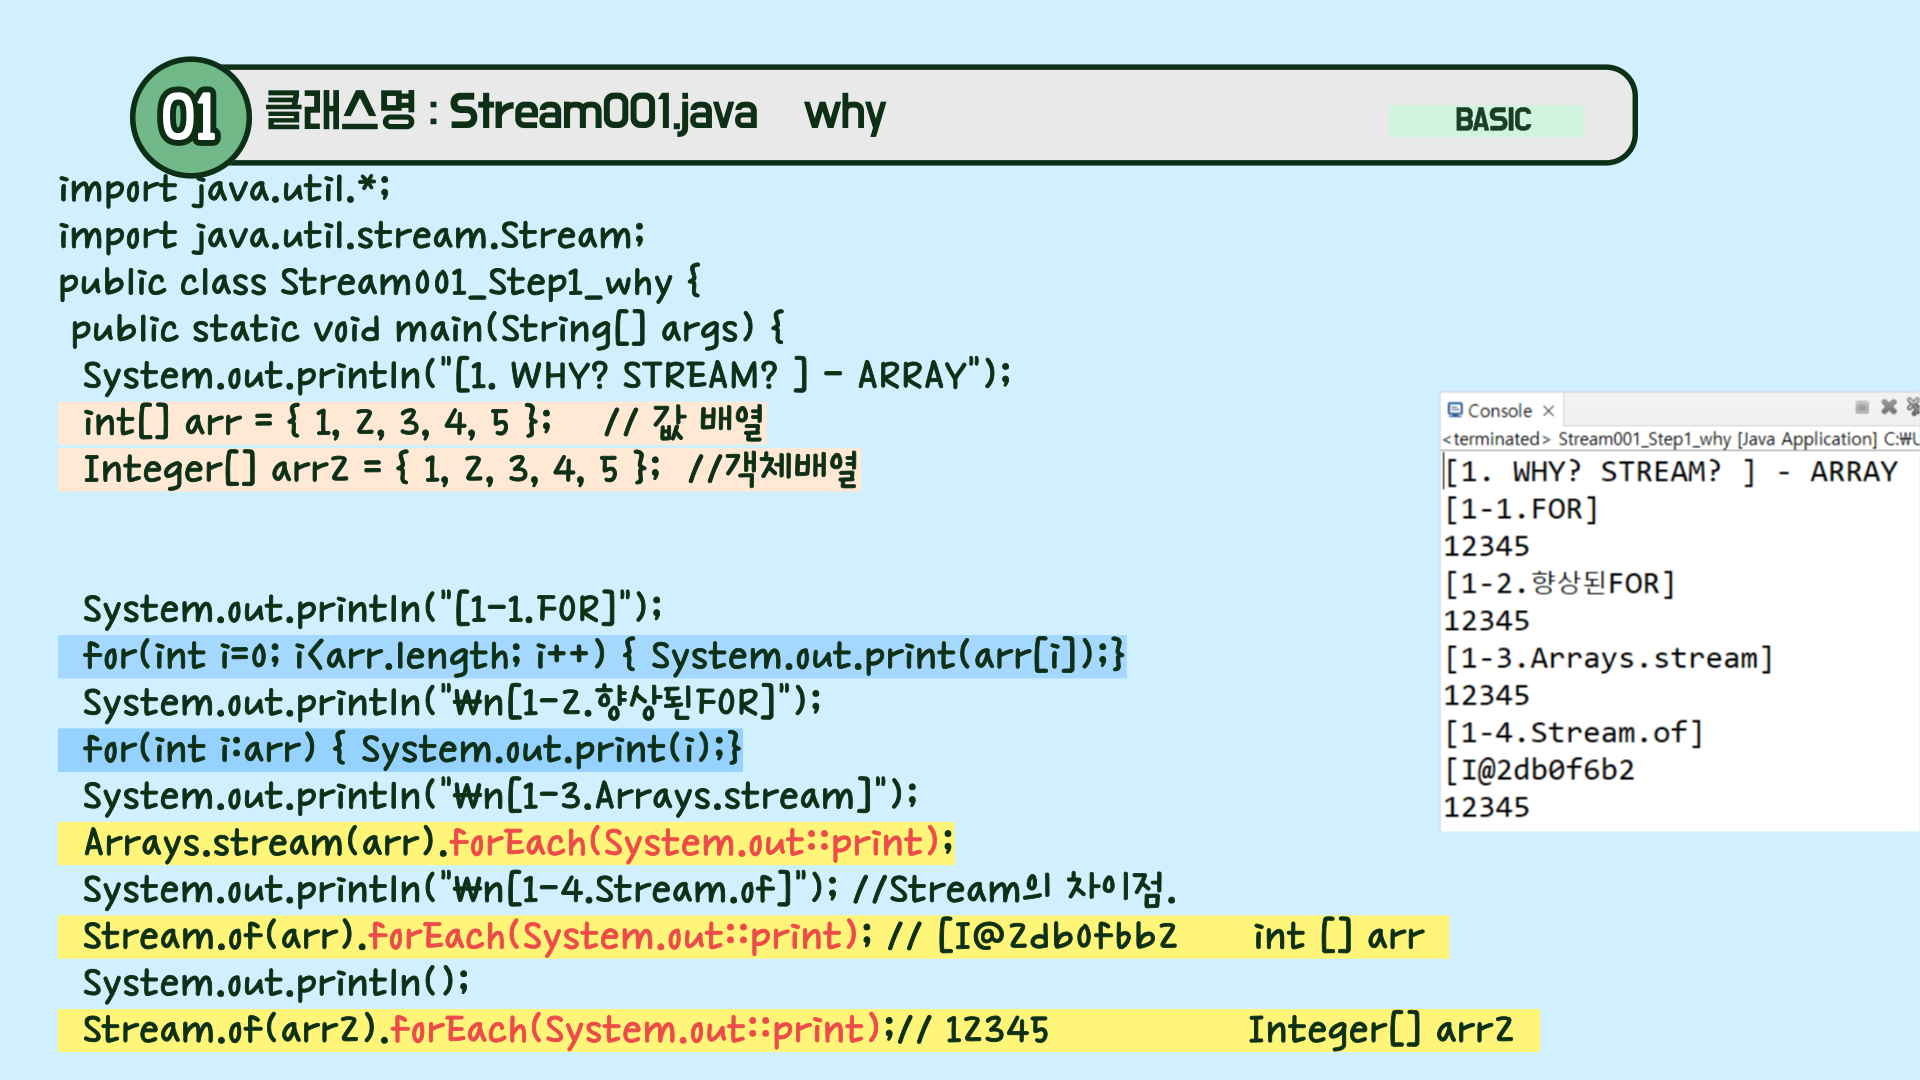 01 클래스명 : Stream001.java why BASIC
import java.util.*;
import java.util.stream.Stream;
public class Stream001_Step1_why {
public static void main(String[] args) {
System.out.println("[1. WHY? STREAM? ] - ARRAY");
int[] arr = { 1, 2, 3, 4, 5 }; // 값 배열
Integer[] arr2 = { 1, 2, 3, 4, 5 }; //객체배열
System.out.println("[1-1.FOR]");
for(int i=0; i<arr.length; i++) { System.out.print(arr[i]);}
System.out.println("₩n[1-2.향상된FOR]");
for(int i:arr) { System.out.print(i);}
System.out.println("₩n[1-3.Arrays.stream]");
Arrays.stream(arr).forEach(System.out::print);
System.out.println("₩n[1-4.Stream.of]"); //Stream의 차이점.
Stream.of(arr).forEach(System.out::print); // [I@2db0f6b2 int [] arr
System.out.println();
Stream.of(arr2).forEach(System.out::print);// 12345 Integer[] arr2
Console
<terminated> Stream001_Step1_why [Java Application] C:₩U
[1. WHY? STREAM? ] - ARRAY
[1-1.FOR]
12345
[1-2.향상된FOR]
12345
[1-3.Arrays.stream]
12345
[1-4.Stream.of]
[I@2db0f6b2
12345